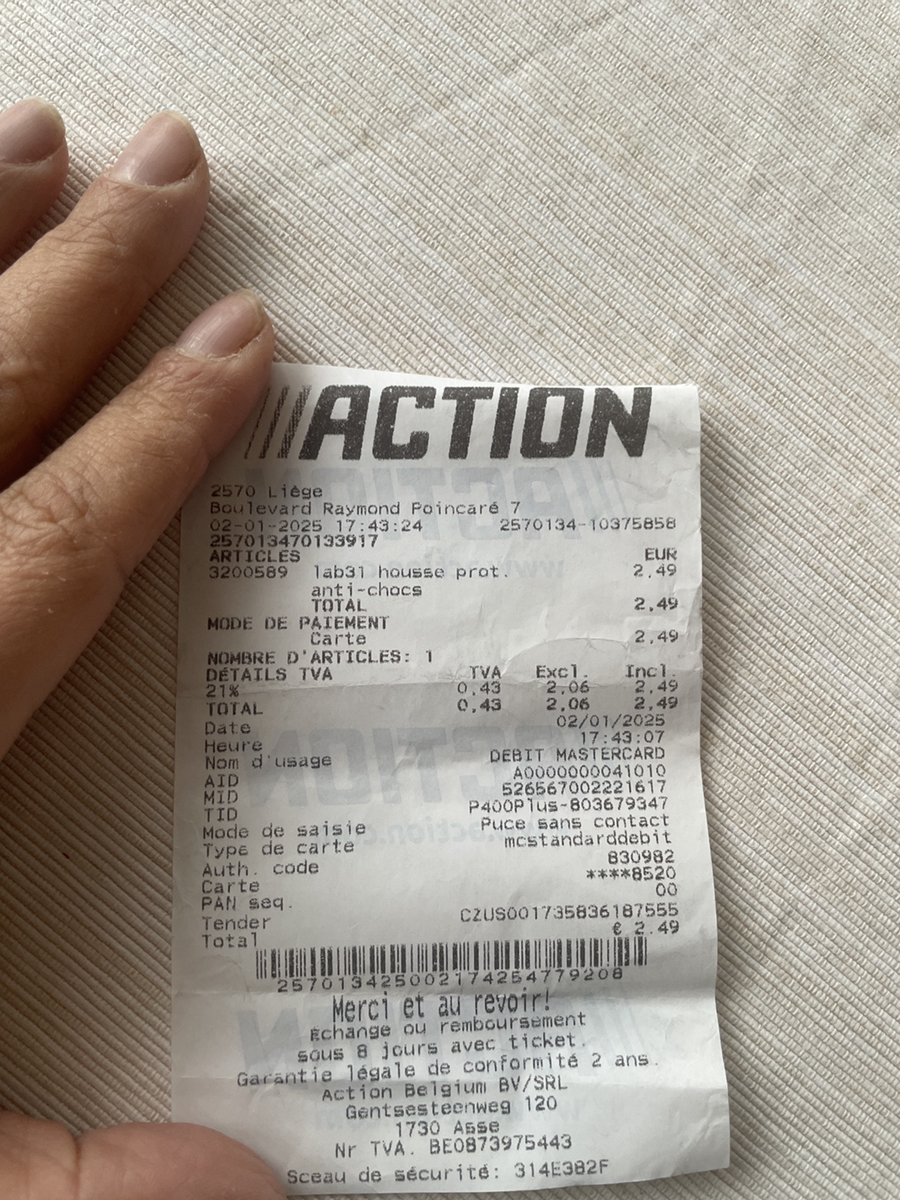 ACTION
2570 Liège
Boulevard Raymond Poincaré 7
02-01-2025 17:43:24 2570134-10375858
257013470133917
ARTICLES EUR
3200589 lab31 housse prot. 2,49
anti-chocs
TOTAL 2,49
MODE DE PAIEMENT
Carte 2,49
NOMBRE D'ARTICLES: 1
DÉTAILS TVA TVA Excl. Incl.
21% 0,43 2,06 2,49
TOTAL 0,43 2,06 2,49
Date 02/01/2025
Heure 17:43:07
Nom d'usage DEBIT MASTERCARD
AID A0000000041010
MID 526567002221617
TID P400Plus-803679347
Mode de saisie Puce sans contact
Type de carte mcstandarddebit
Auth. code 830982
Carte ****8520
PAN seq. 00
Tender CZUS001735836187555
Total € 2.49
257013425002174254779208
Merci et au revoir!
Échange ou remboursement
sous 8 jours avec ticket.
Garantie légale de conformité 2 ans.
Action Belgium BV/SRL
Gentsesteenweg 120
1730 Asse
Nr TVA. BE0873975443
Sceau de sécurité: 314E382F